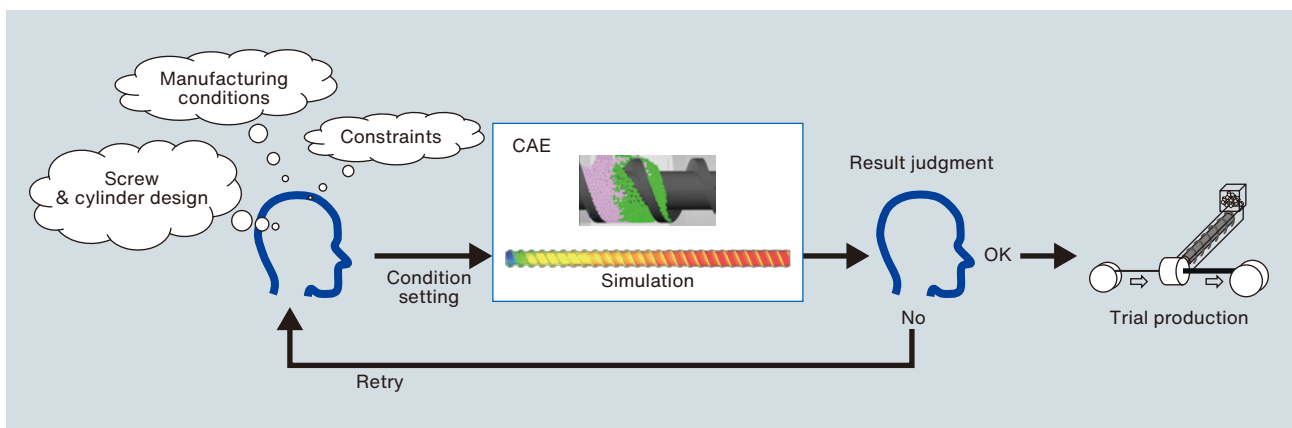 Manufacturing
conditions
Constraints
Screw
& cylinder design
Condition
setting
CAE
Simulation
Result judgment
OK
No
Retry
Trial production